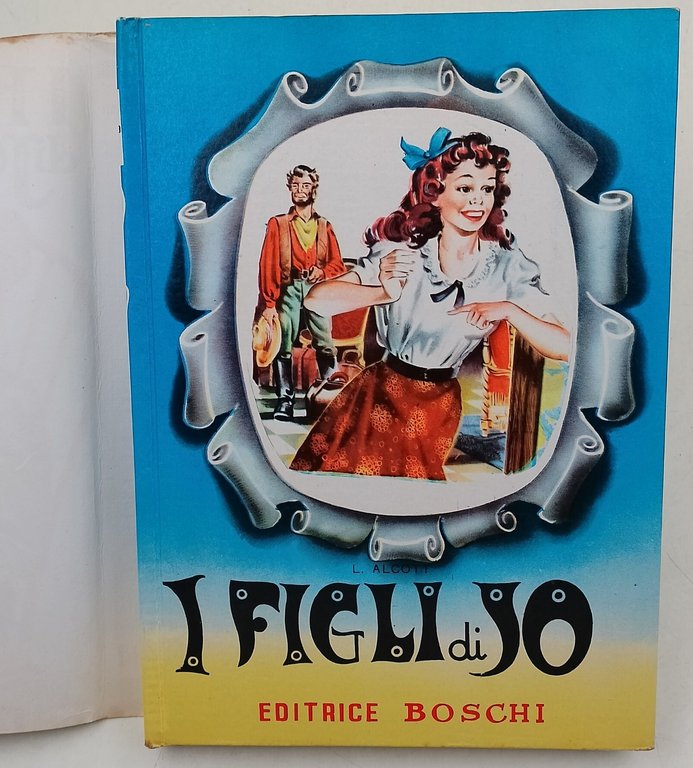 L. ALCOTT
I FIGLI di JO
EDITRICE BOSCHI